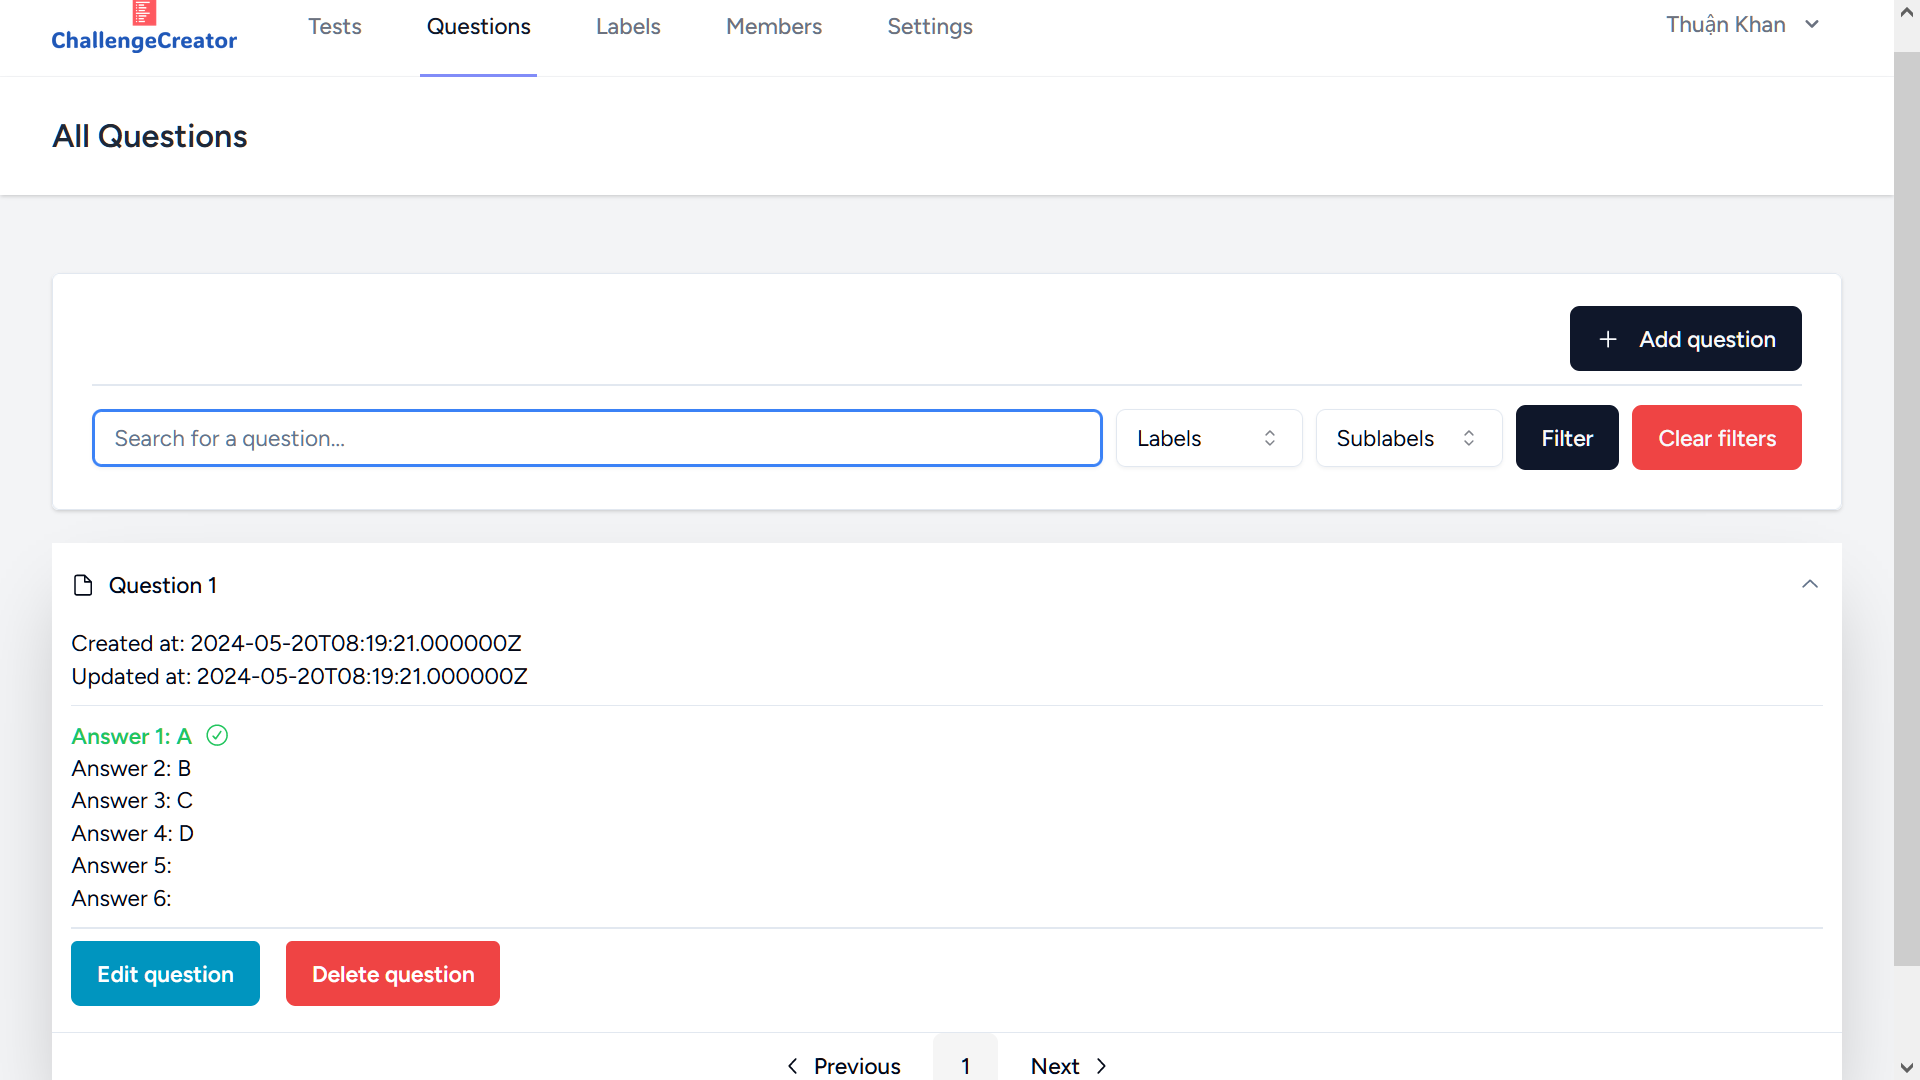 ChallengeCreator
Tests
Questions
Labels
Members
Settings
Thuận Khan
All Questions
Add question
Search for a question...
Labels
Sublabels
Filter
Clear filters
Question 1
Created at: 2024-05-20T08:19:21.000000Z
Updated at: 2024-05-20T08:19:21.000000Z
Answer 1: A
Answer 2: B
Answer 3: C
Answer 4: D
Answer 5:
Answer 6:
Edit question
Delete question
Previous
1
Next